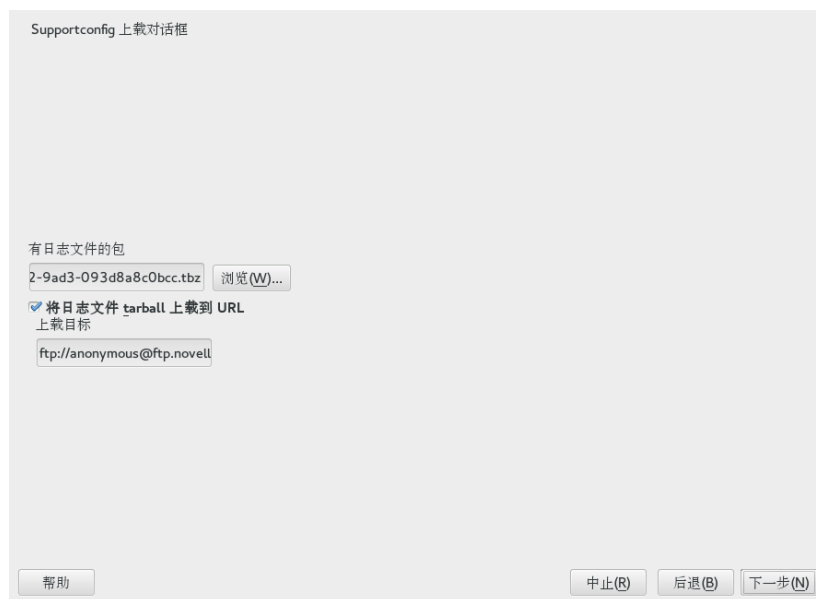 Supportconfig 上载对话框
有日志文件的包
2-9ad3-093d8a8c0bcc.tbz 浏览(W)...
将日志文件 tarball 上载到 URL
上载目标
ftp://anonymous@ftp.novell
帮助 中止(R) 后退(B) 下一步(N)